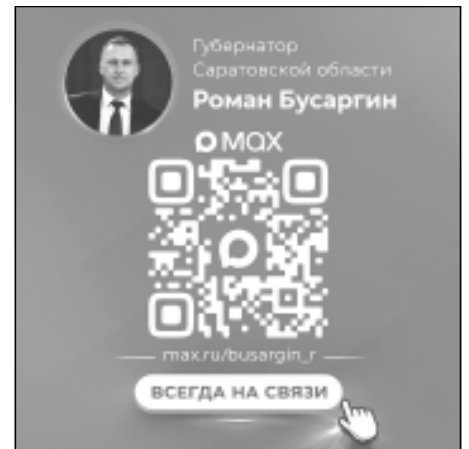 Губернатор
Саратовской области
Роман Бусаргин
MAX
max.ru/busargin_r
ВСЕГДА НА СВЯЗИ